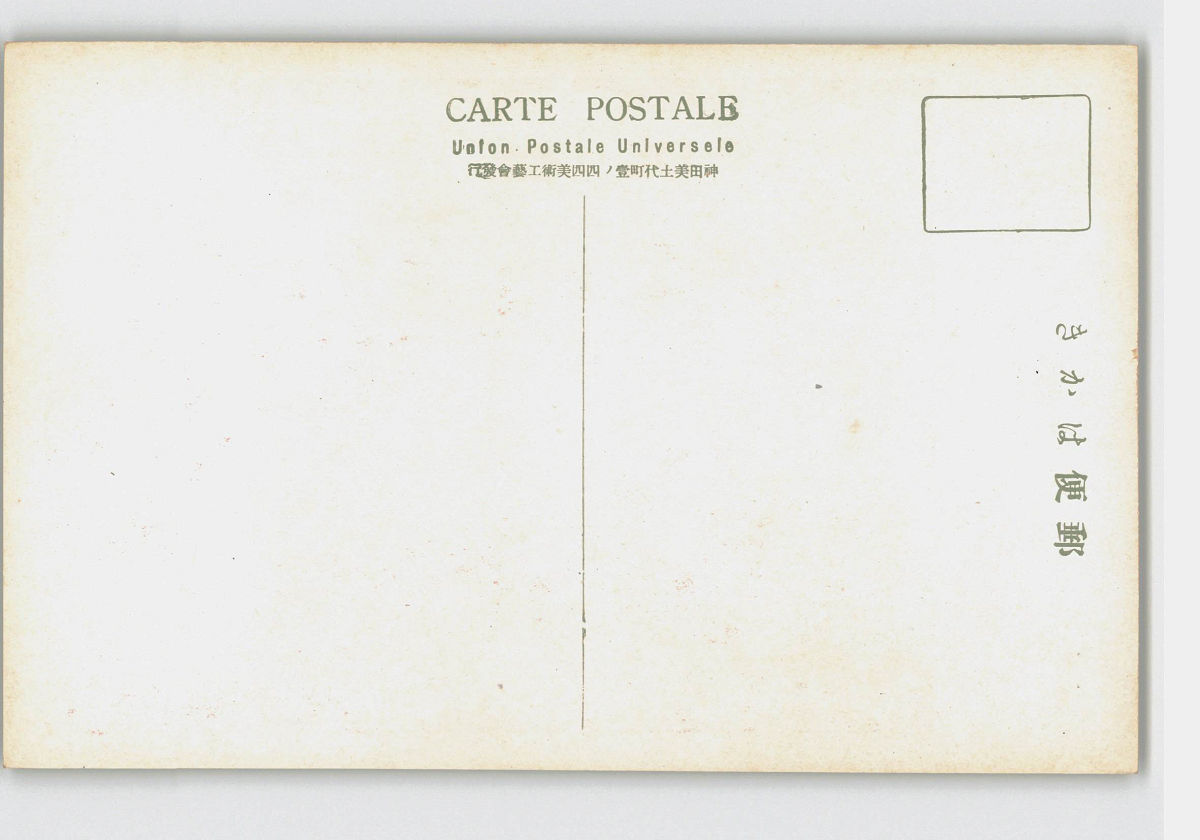 CARTE POSTALE
Union Postale Universele
神田美土代町壹ノ四四美術工藝會發行
郵便はかき